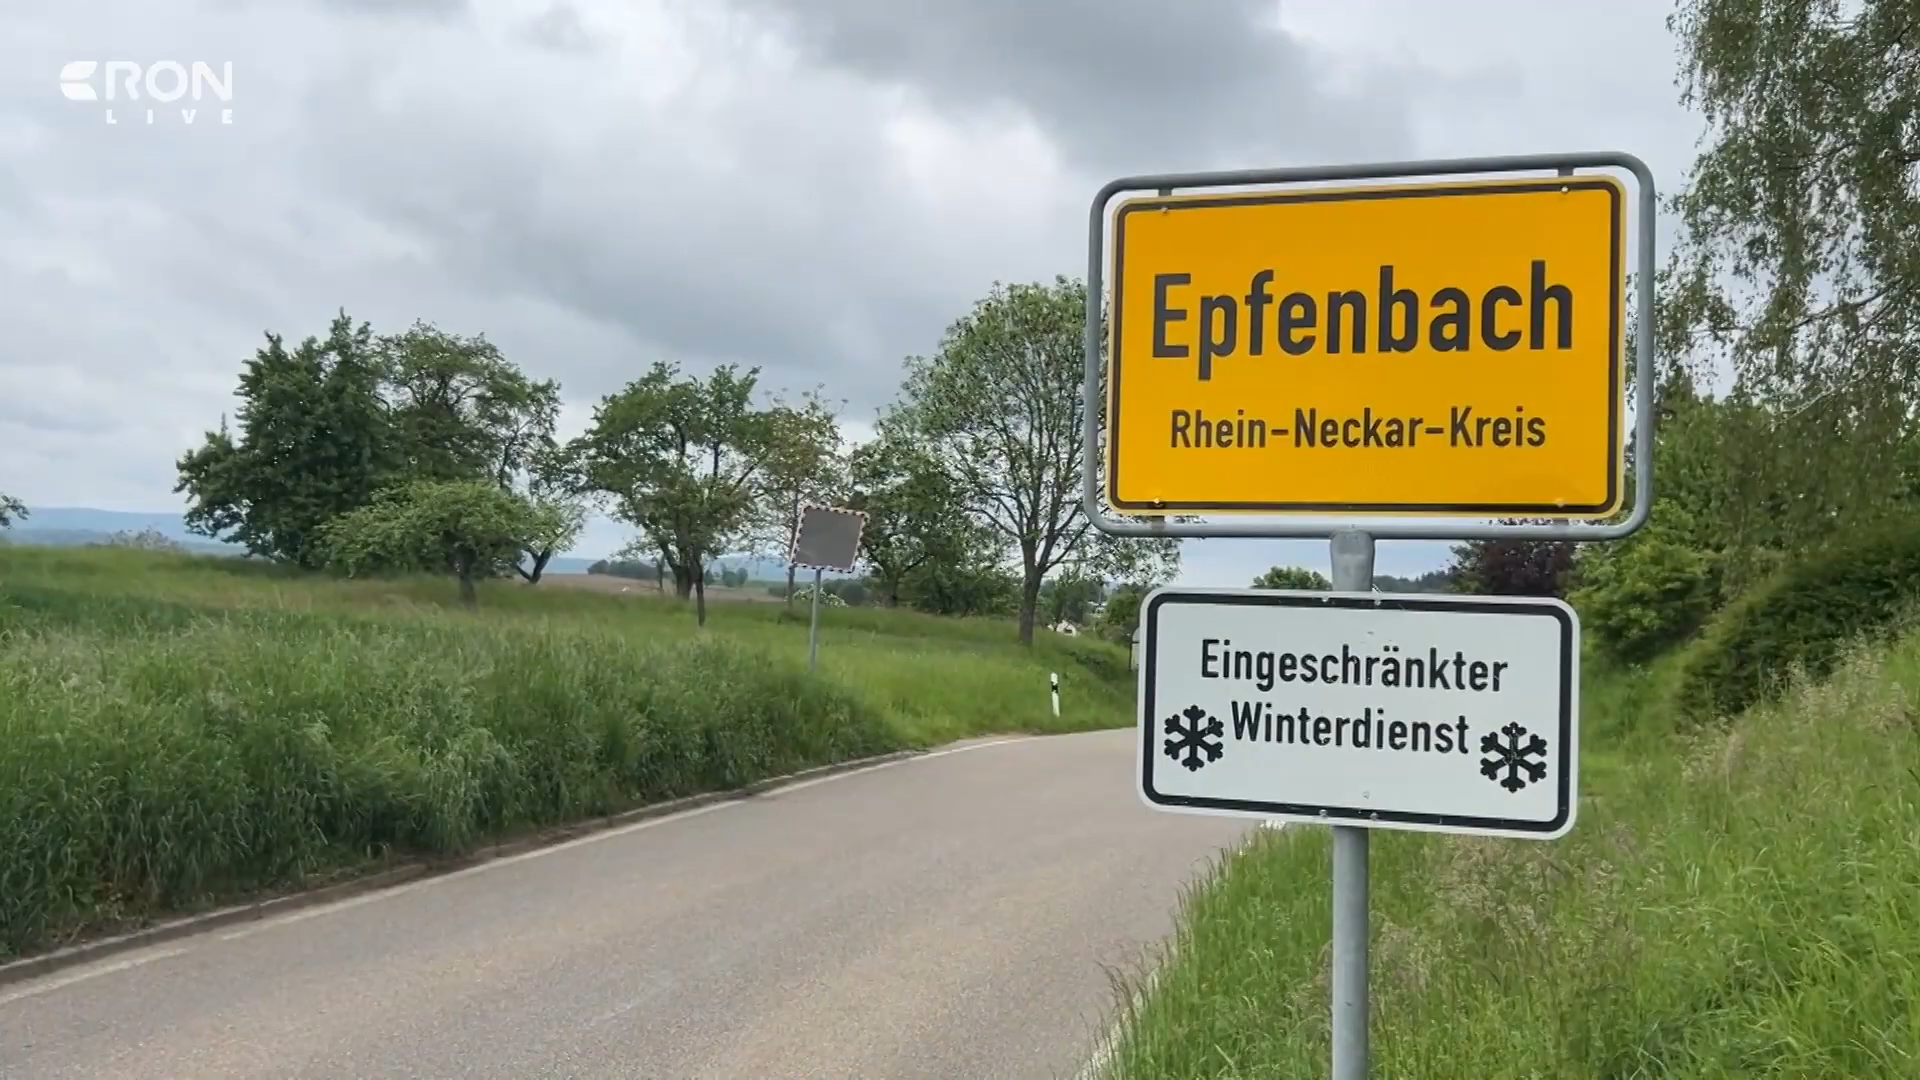 RON
LIVE
Epfenbach
Rhein-Neckar-Kreis
Eingeschränkter
Winterdienst